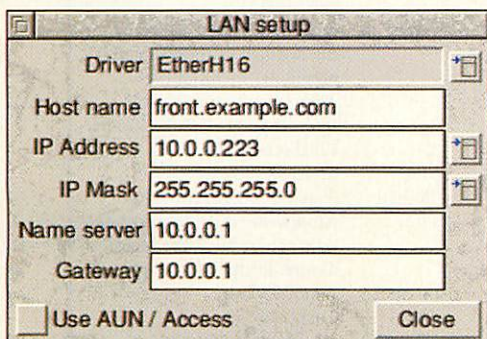 LAN setup
Driver EtherH16
Host name front.example.com
IP Address 10.0.0.223
IP Mask 255.255.255.0
Name server 10.0.0.1
Gateway 10.0.0.1
Use AUN / Access Close